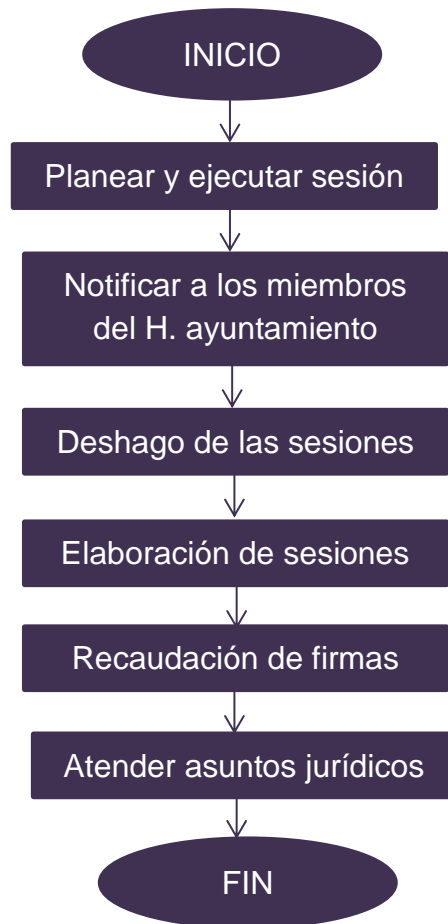 INICIO
Planear y ejecutar sesión
Notificar a los miembros
del H. ayuntamiento
Deshago de las sesiones
Elaboración de sesiones
Recaudación de firmas
Atender asuntos jurídicos
FIN